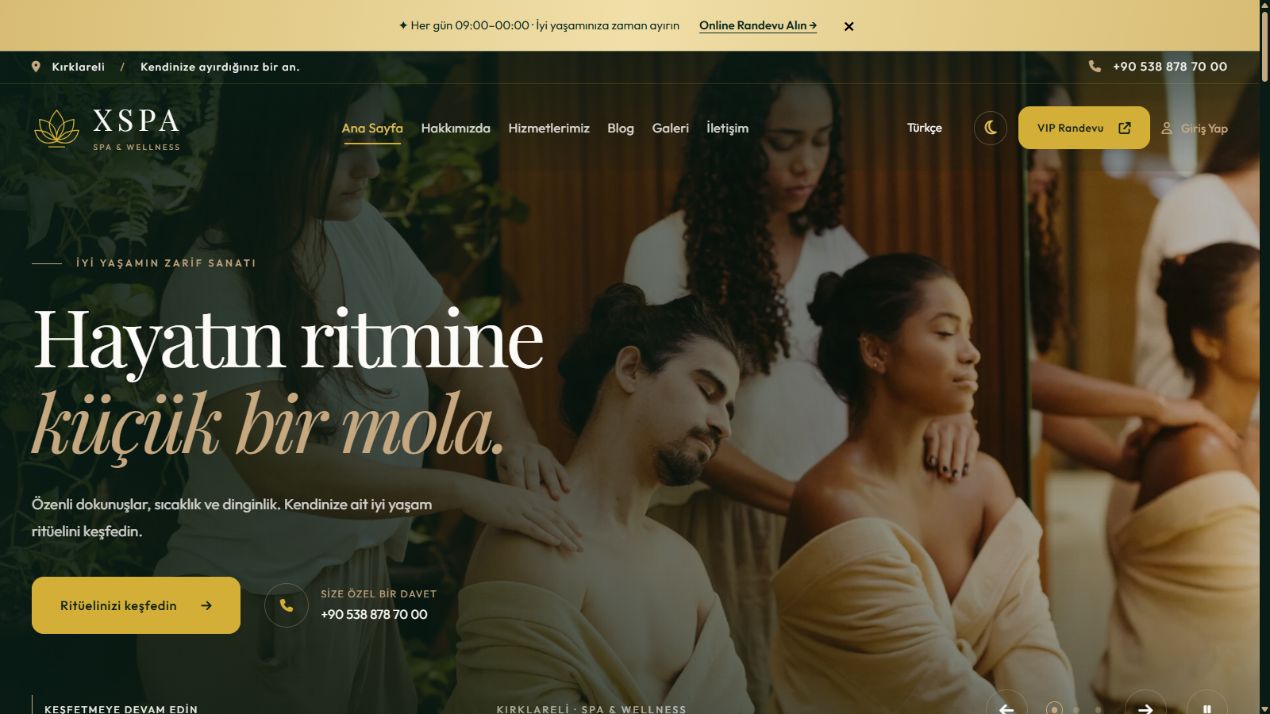 ✦ Her gün 09:00–00:00 · İyi yaşamınıza zaman ayırın Online Randevu Alın → ×
Kırklareli / Kendinize ayırdığınız bir an. +90 538 878 70 00
XSPA
SPA & WELLNESS
Ana Sayfa Hakkımızda Hizmetlerimiz Blog Galeri İletişim Türkçe VIP Randevu Giriş Yap
İYİ YAŞAMIN ZARİF SANATI
Hayatın ritmine
küçük bir mola.
Özenli dokunuşlar, sıcaklık ve dinginlik. Kendinize ait iyi yaşam
ritüelini keşfedin.
Ritüelinizi keşfedin →
SİZE ÖZEL BİR DAVET
+90 538 878 70 00
KEŞFETMEYE DEVAM EDİN
KIRKLARELİ · SPA & WELLNESS